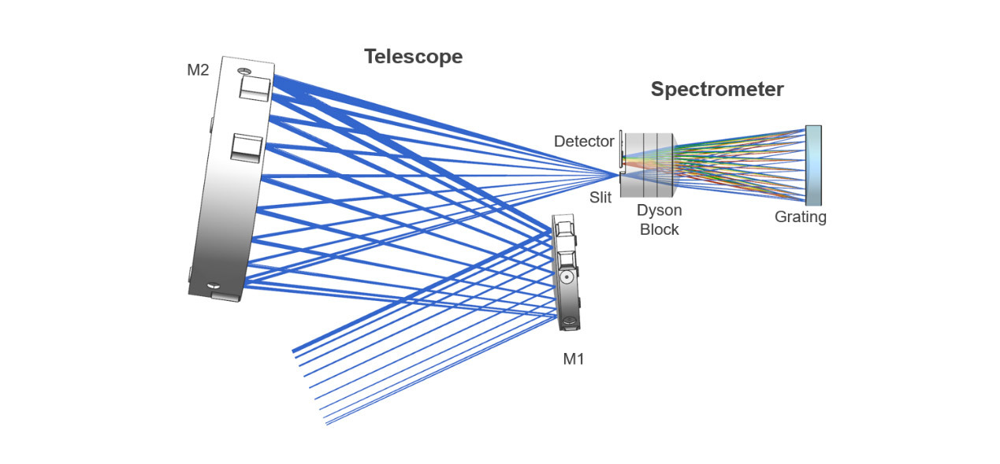 Telescope
M2
Spectrometer
Detector
Slit
Dyson
Block
Grating
M1